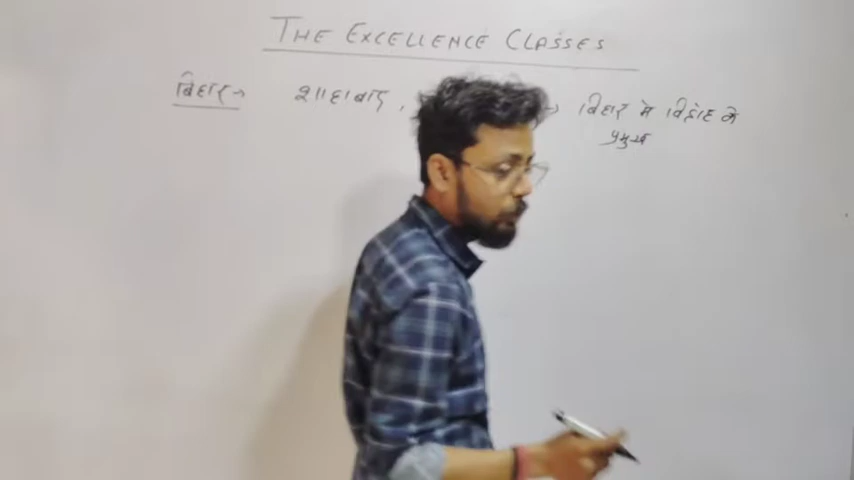 THE EXCELLENCE CLASSES
बिहार→ शाहाबाद, → बिहार में विद्रोह के
प्रमुख